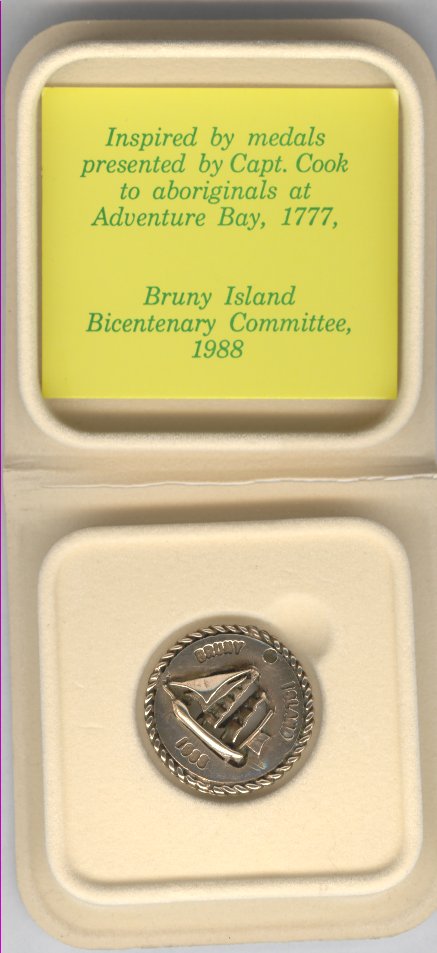 Inspired by medals
presented by Capt. Cook
to aboriginals at
Adventure Bay, 1777,
Bruny Island
Bicentenary Committee,
1988
BRUNY
ISLAND
1988